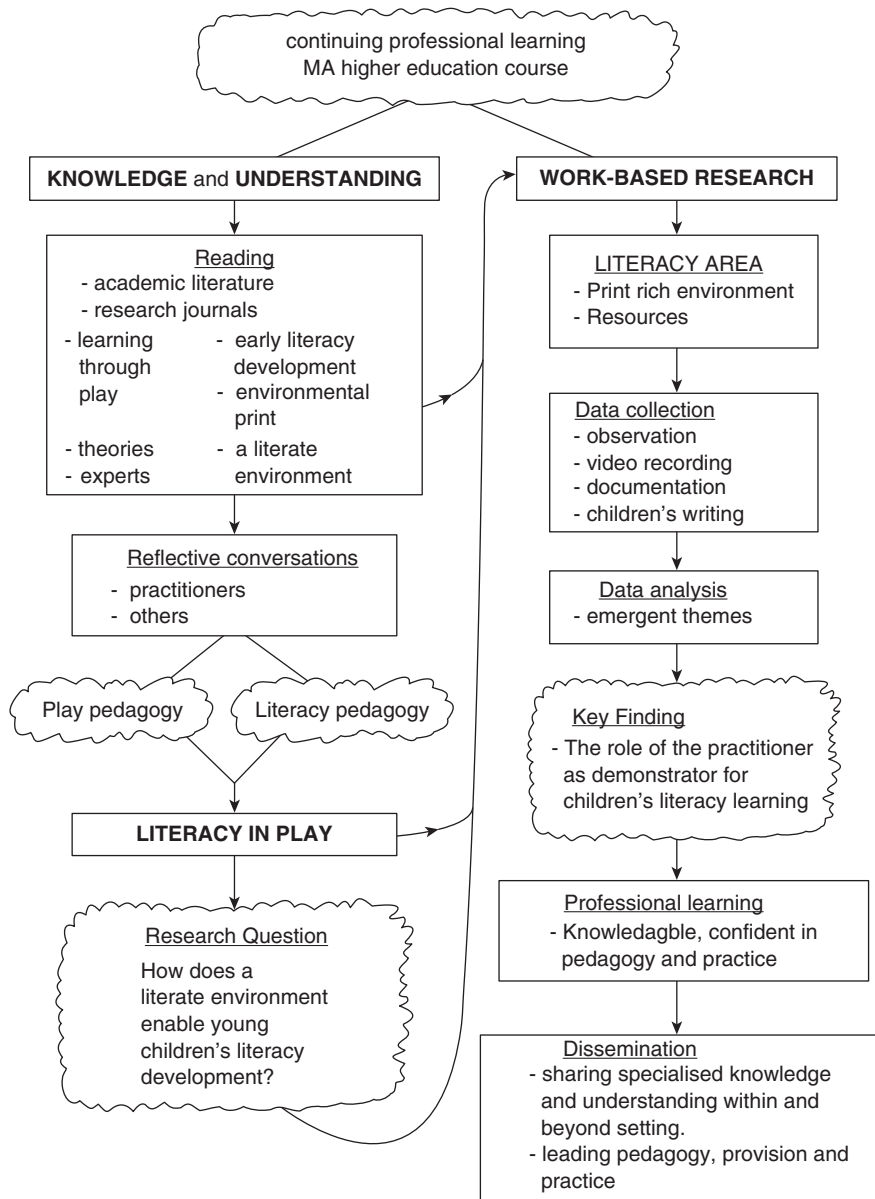 continuing professional learning
MA higher education course
KNOWLEDGE and UNDERSTANDING
Reading
- academic literature
- research journals
- learning through play
- early literacy development
- environmental print
- theories
- experts
- a literate environment
Reflective conversations
- practitioners
- others
Play pedagogy
Literacy pedagogy
LITERACY IN PLAY
Research Question
How does a
literate environment
enable young
children's literacy
development?
WORK-BASED RESEARCH
LITERACY AREA
- Print rich environment
- Resources
Data collection
- observation
- video recording
- documentation
- children's writing
Data analysis
- emergent themes
Key Finding
- The role of the practitioner
as demonstrator for
children's literacy learning
Professional learning
- Knowledagble, confident in
pedagogy and practice
Dissemination
- sharing specialised knowledge
and understanding within and
beyond setting.
- leading pedagogy, provision and
practice